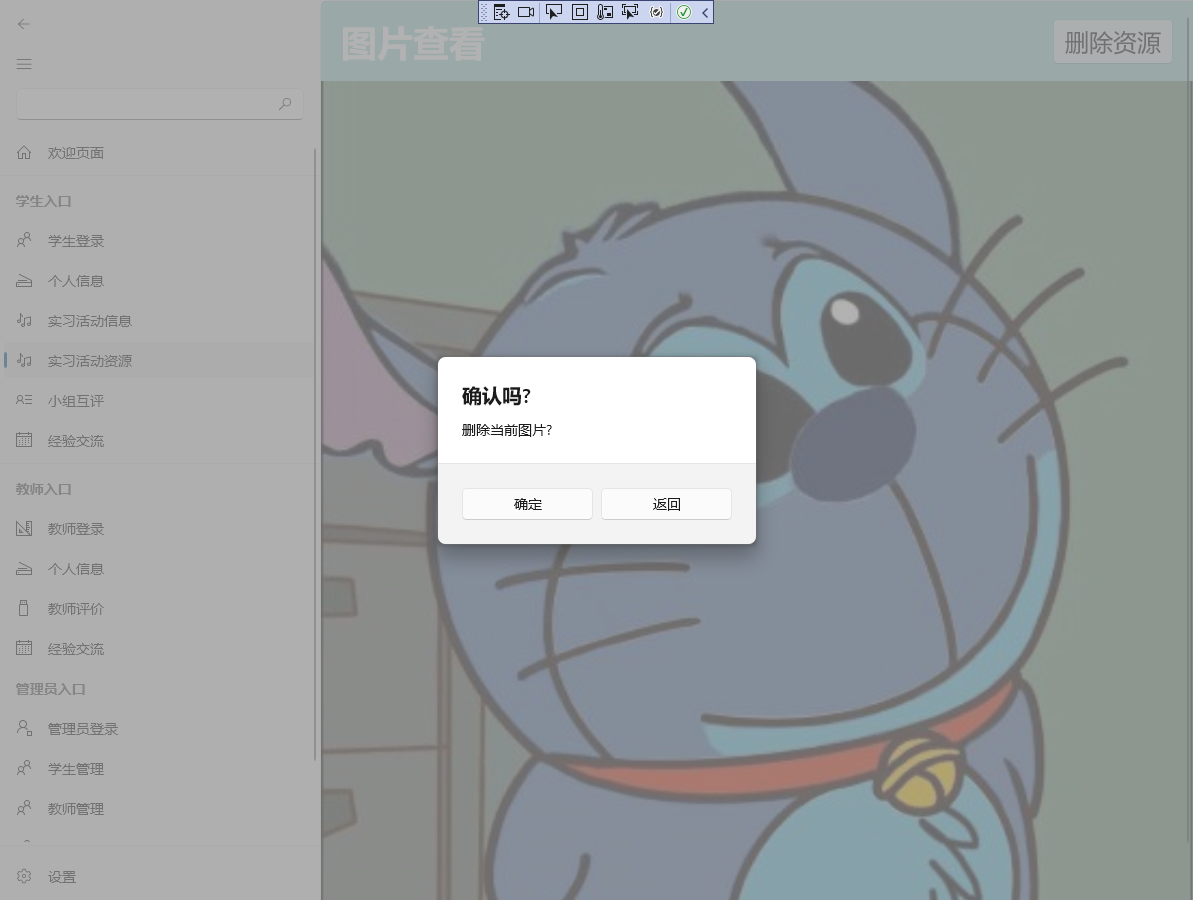 图片查看
删除资源
欢迎页面
学生入口
学生登录
个人信息
实习活动信息
实习活动资源
小组互评
经验交流
教师入口
教师登录
个人信息
教师评价
经验交流
管理员入口
管理员登录
学生管理
教师管理
设置
确认吗?
删除当前图片?
确定
返回